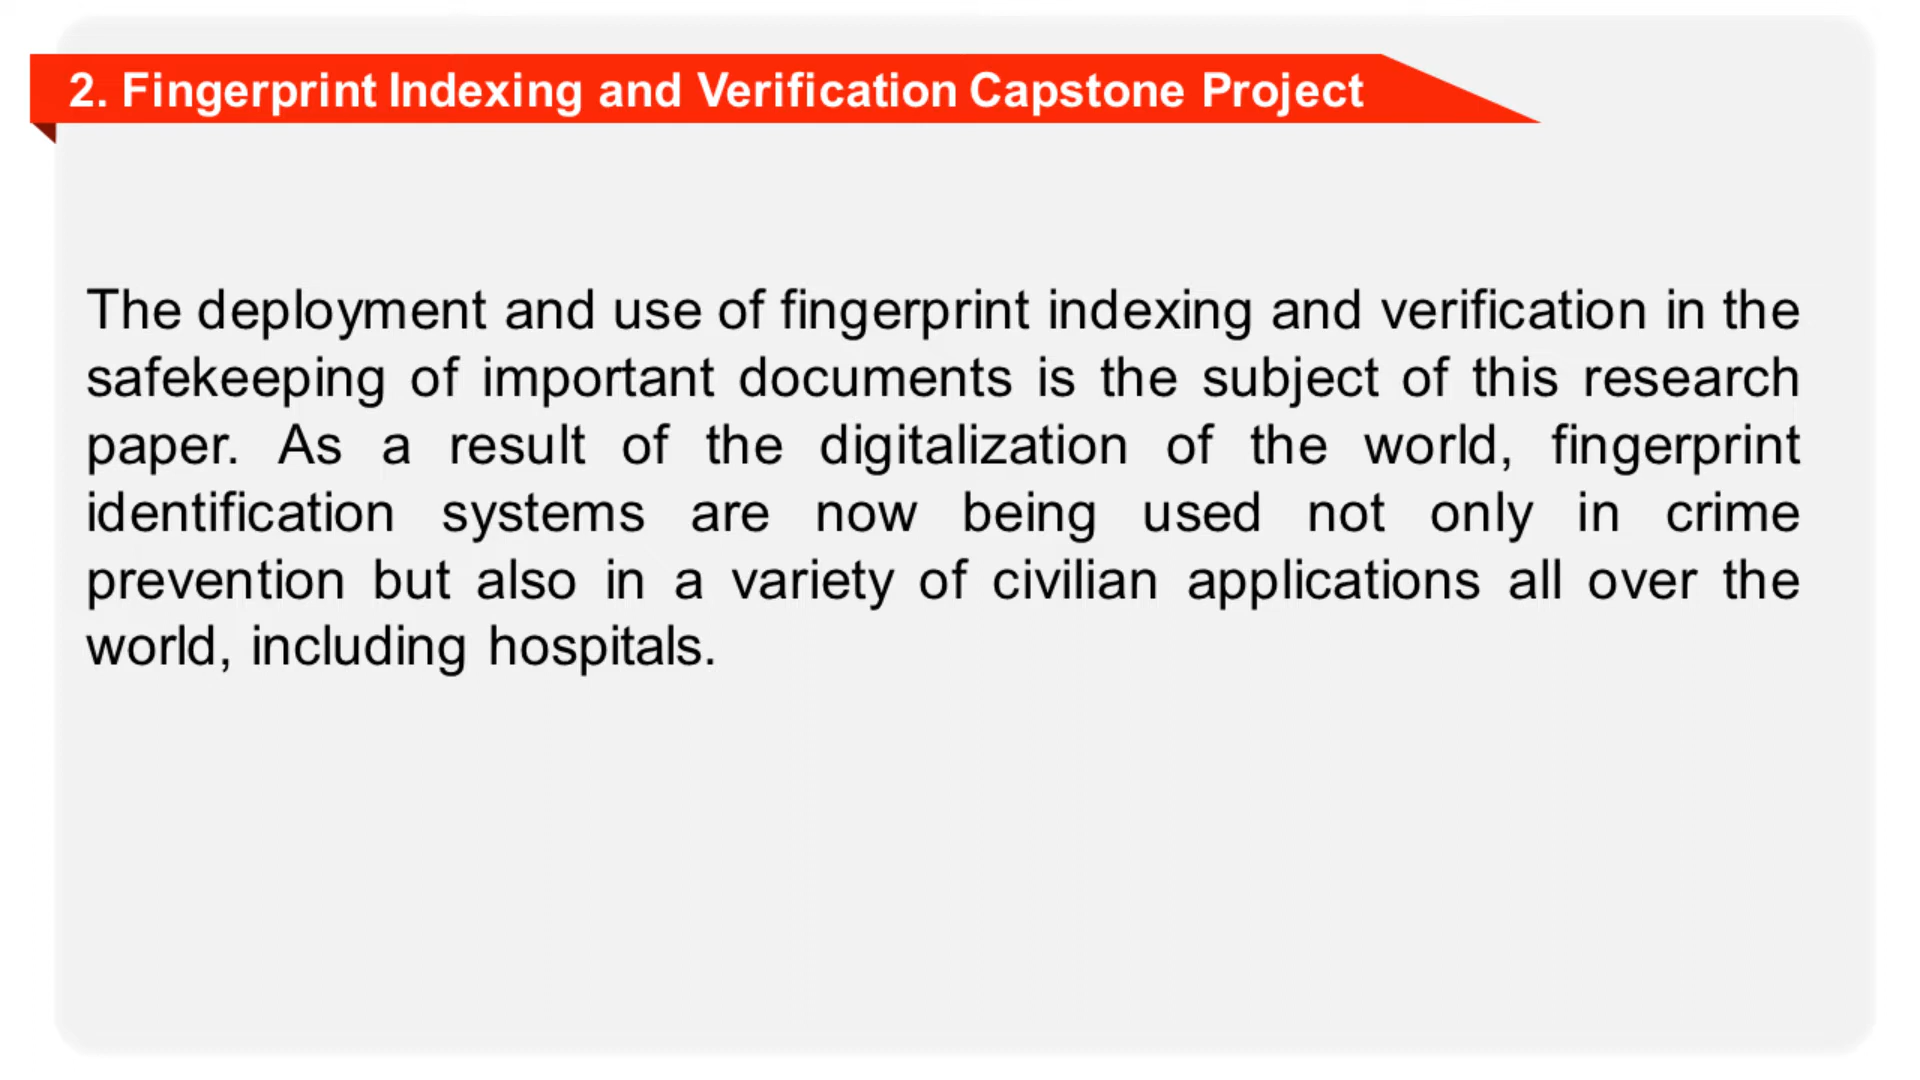 2. Fingerprint Indexing and Verification Capstone Project
The deployment and use of fingerprint indexing and verification in the
safekeeping of important documents is the subject of this research
paper. As a result of the digitalization of the world, fingerprint
identification systems are now being used not only in crime
prevention but also in a variety of civilian applications all over the
world, including hospitals.